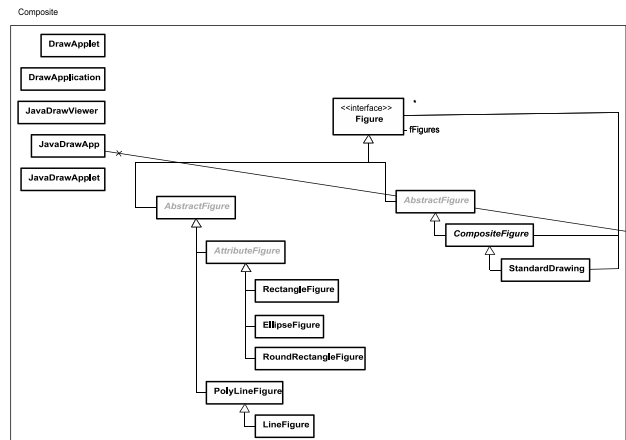 Composite
DrawApplet
DrawApplication
JavaDrawViewer
JavaDrawApp
JavaDrawApplet
<<interface>>
Figure
*
fFigures
AbstractFigure
AbstractFigure
AttributeFigure
CompositeFigure
StandardDrawing
RectangleFigure
EllipseFigure
RoundRectangleFigure
PolyLineFigure
LineFigure